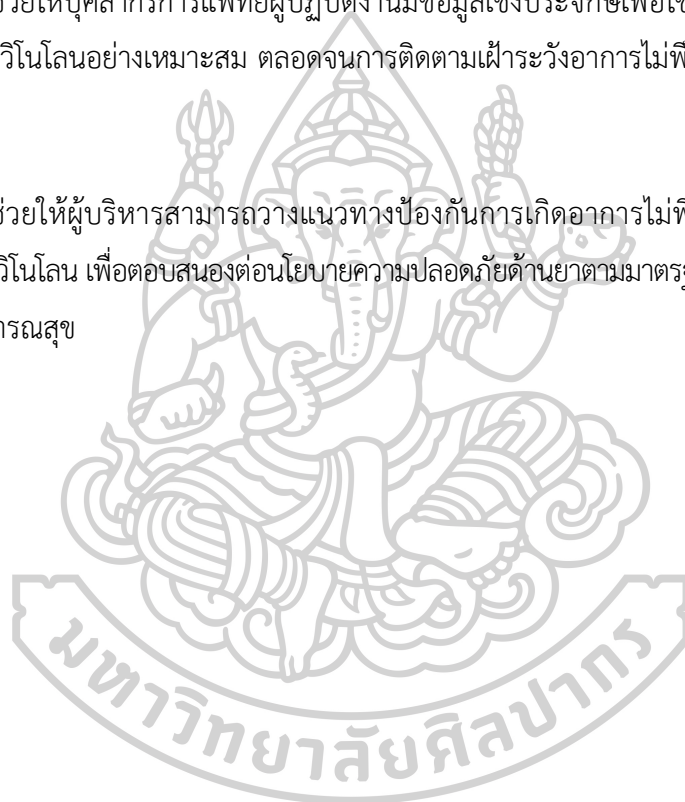 ช่วยให้บุคลากรการแพทย์ผู้ปฏิบัติงานมีข้อมูลเชิงประจักษ์เพื่อใช้
วิโนโลนอย่างเหมาะสม ตลอดจนการติดตามเฝ้าระวังอาการไม่พึ
ช่วยให้ผู้บริหารสามารถวางแนวทางป้องกันการเกิดอาการไม่พึ
วิโนโลน เพื่อตอบสนองต่อนโยบายความปลอดภัยด้านยาตามมาตรฐ
ารณสุข
มหาวิทยาลัยศิลปากร